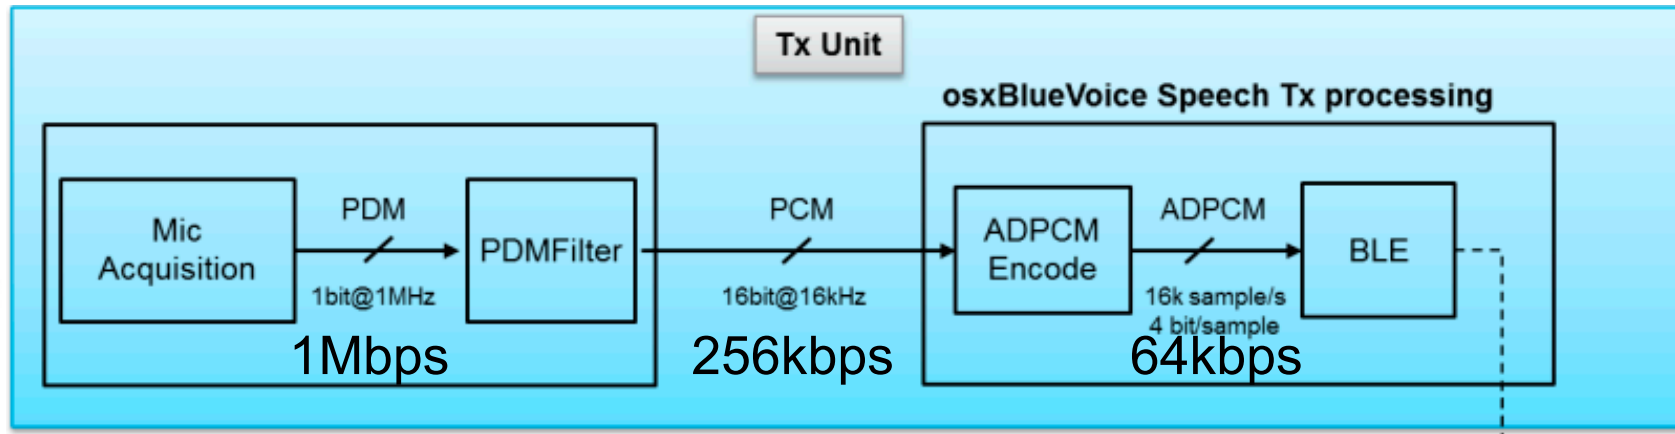 Tx Unit
osxBlueVoice Speech Tx processing
Mic
Acquisition
PDM
1bit@1MHz
1Mbps
PDMFilter
PCM
16bit@16kHz
256kbps
ADPCM
Encode
ADPCM
16k sample/s
4 bit/sample
64kbps
BLE